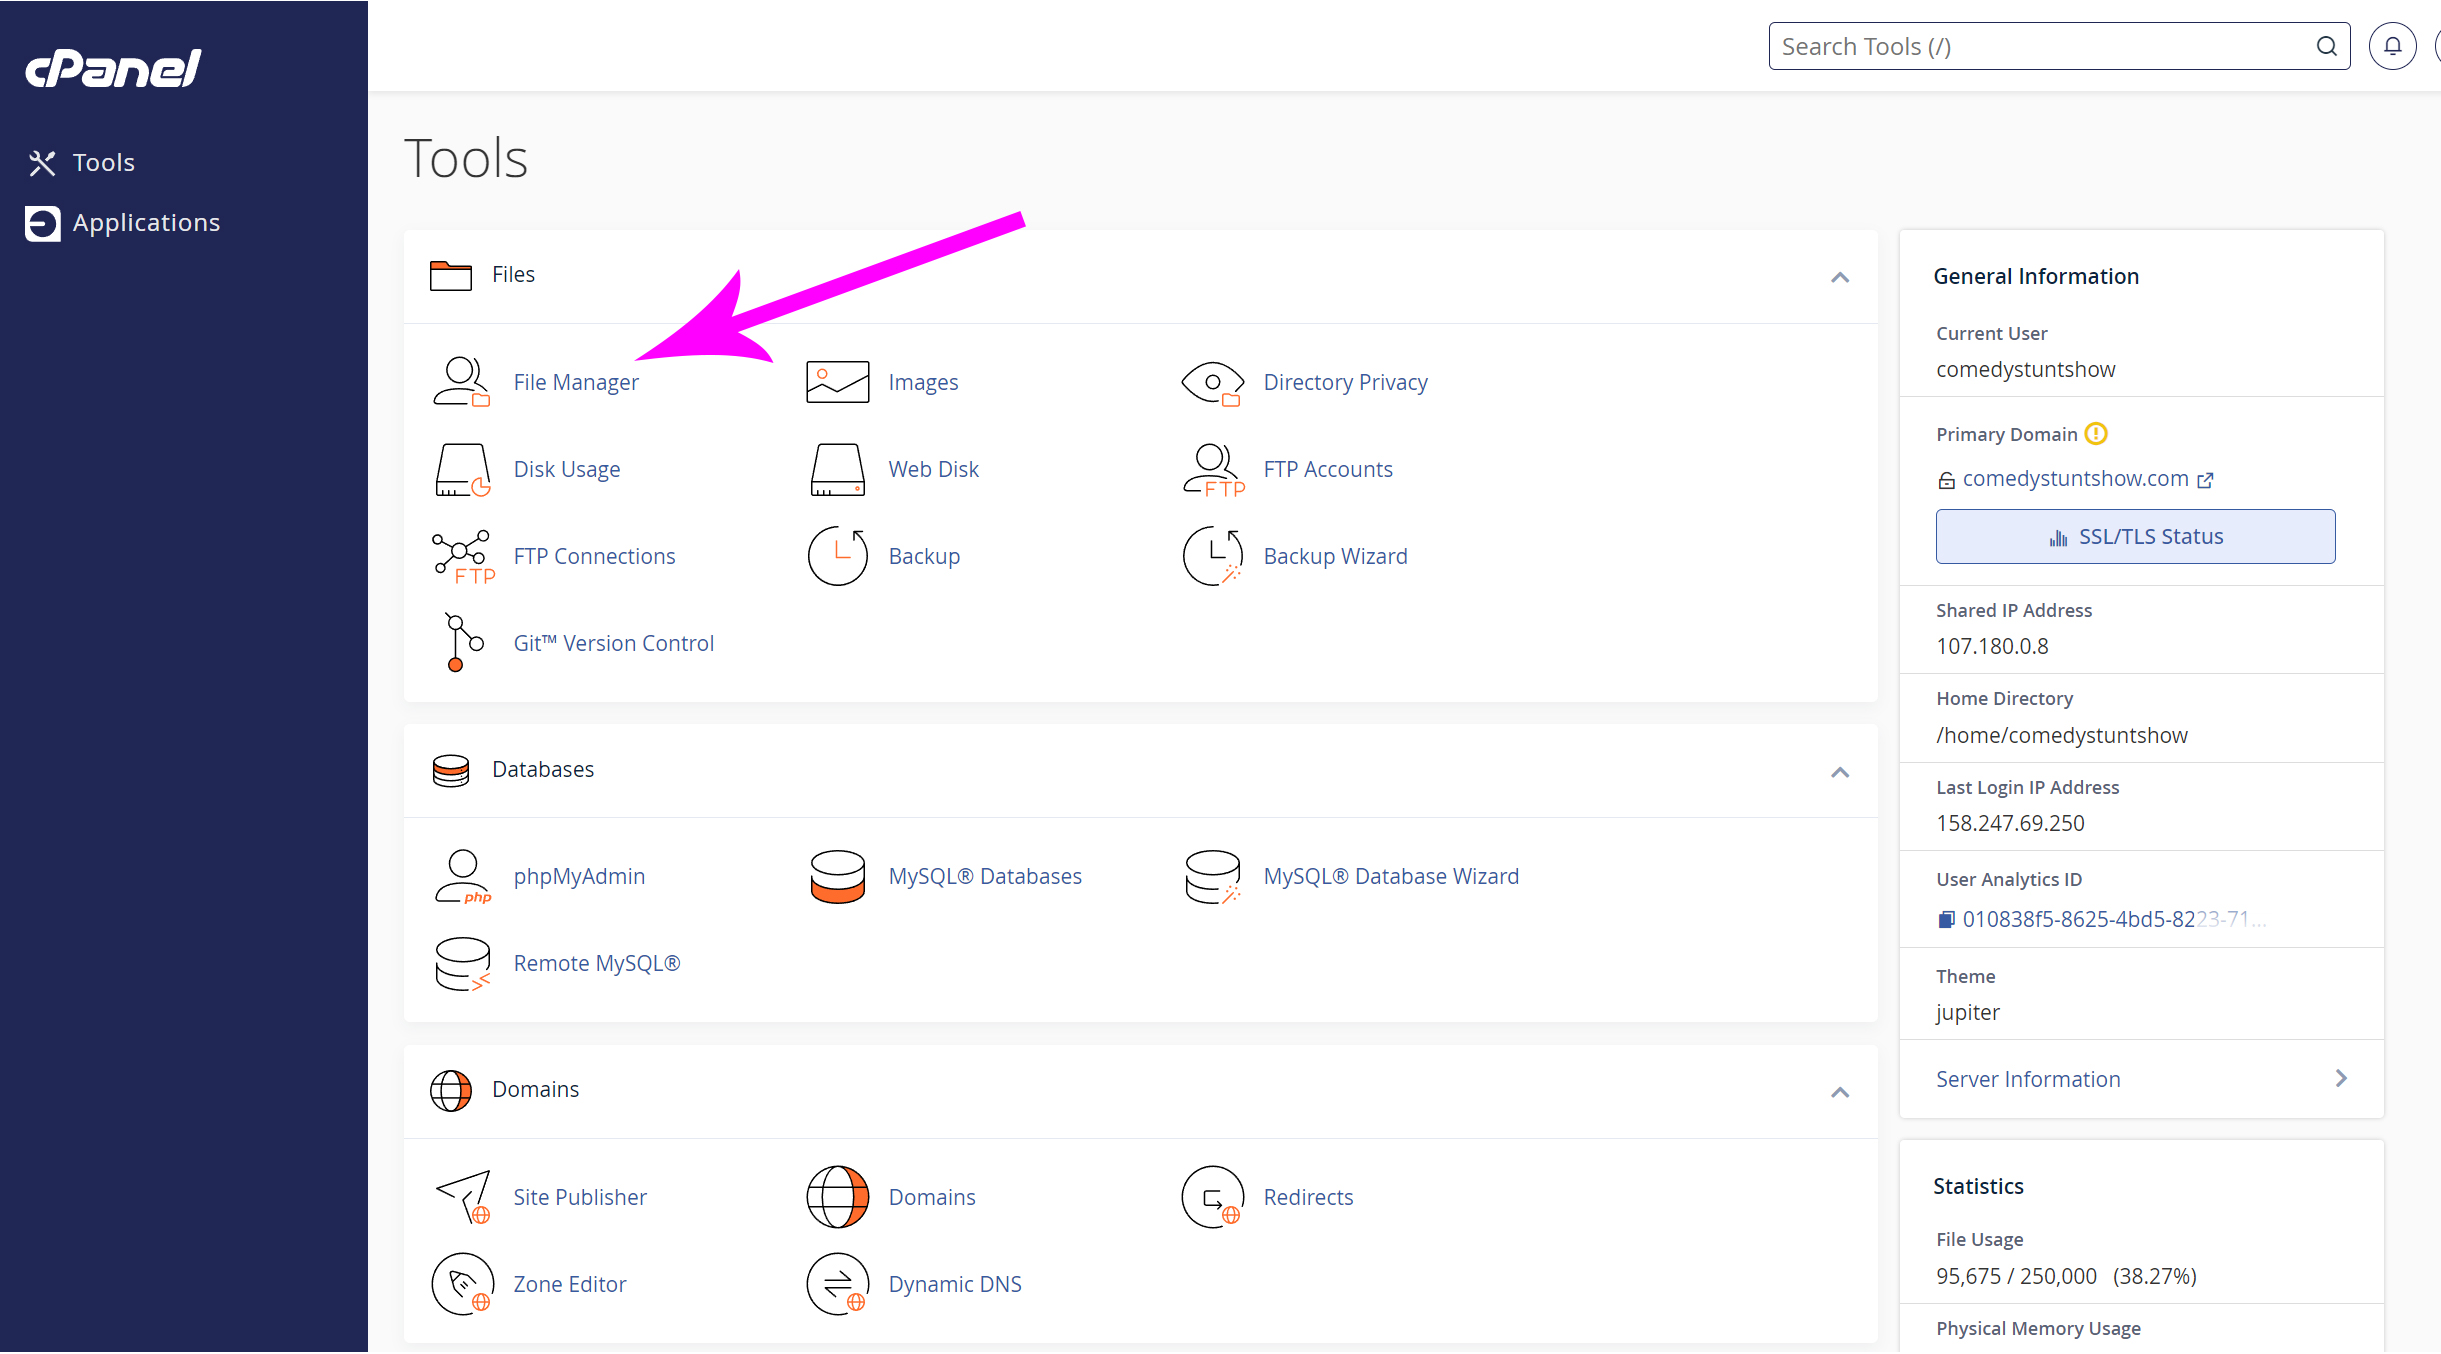 cPanel
Search Tools (/)
Tools
Applications
Tools
Files
File Manager
Images
Directory Privacy
Disk Usage
Web Disk
FTP Accounts
FTP
FTP Connections
FTP
Backup
Backup Wizard
Git™ Version Control
Databases
phpMyAdmin
php
MySQL® Databases
MySQL® Database Wizard
Remote MySQL®
Domains
Site Publisher
Domains
Redirects
Zone Editor
Dynamic DNS
General Information
Current User
comedystuntshow
Primary Domain
comedystuntshow.com
SSL/TLS Status
Shared IP Address
107.180.0.8
Home Directory
/home/comedystuntshow
Last Login IP Address
158.247.69.250
User Analytics ID
010838f5-8625-4bd5-8223-71...
Theme
jupiter
Server Information
Statistics
File Usage
95,675 / 250,000 (38.27%)
Physical Memory Usage